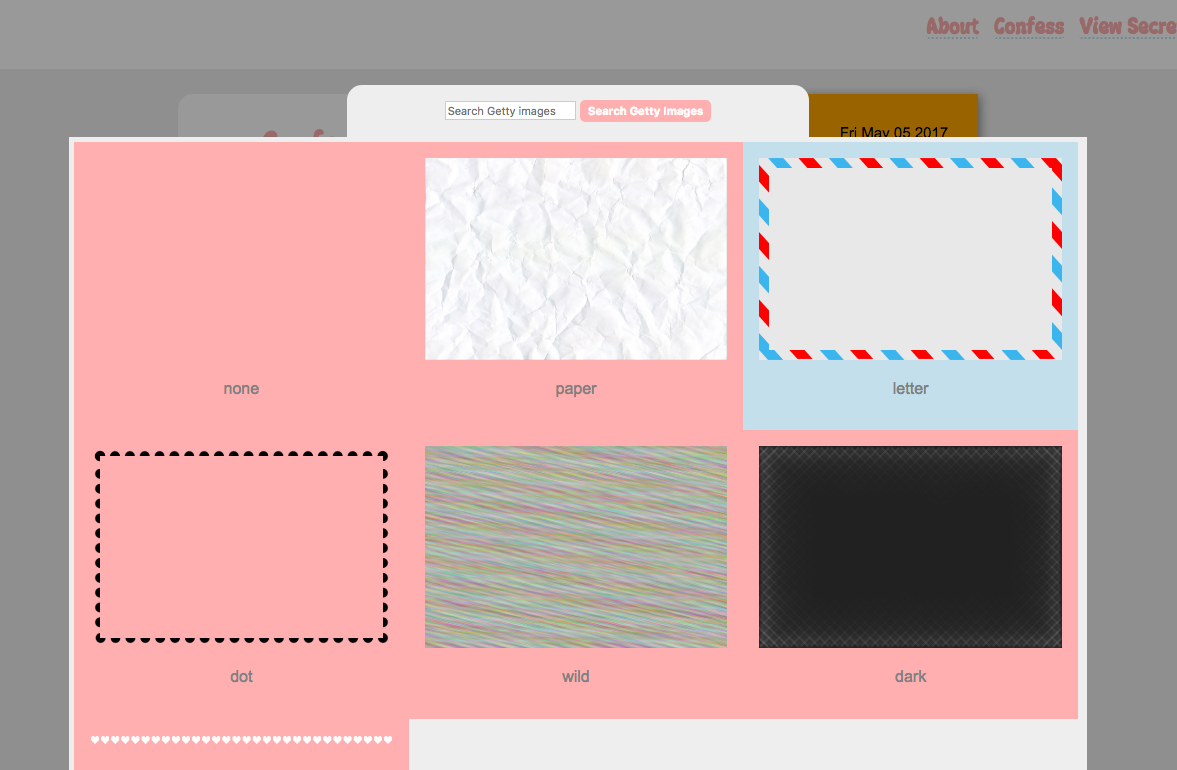 About Confess View Secre
Search Getty images Search Getty Images
Fri May 05 2017
none paper letter
dot wild dark